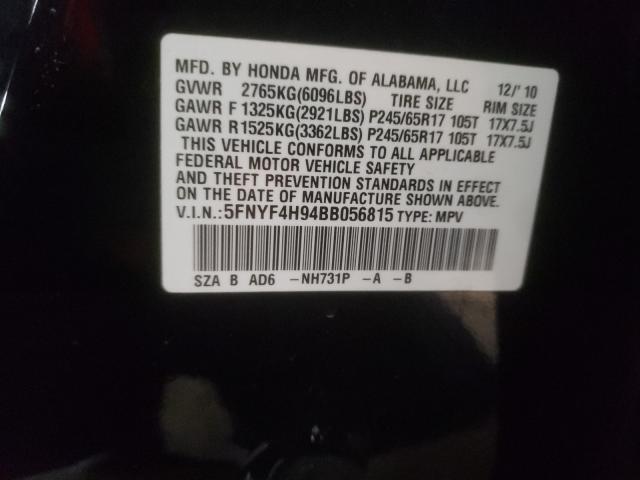 MFD. BY HONDA MFG. OF ALABAMA, LLC 12/'10
GVWR 2765KG(6096LBS) TIRE SIZE RIM SIZE
GAWR F 1325KG(2921LBS) P245/65R17 105T 17X7.5J
GAWR R 1525KG(3362LBS) P245/65R17 105T 17X7.5J
THIS VEHICLE CONFORMS TO ALL APPLICABLE
FEDERAL MOTOR VEHICLE SAFETY
AND THEFT PREVENTION STANDARDS IN EFFECT
ON THE DATE OF MANUFACTURE SHOWN ABOVE.
V.I.N.:5FNYF4H94BB056815 TYPE: MPV
SZA B AD6 -NH731P -A -B